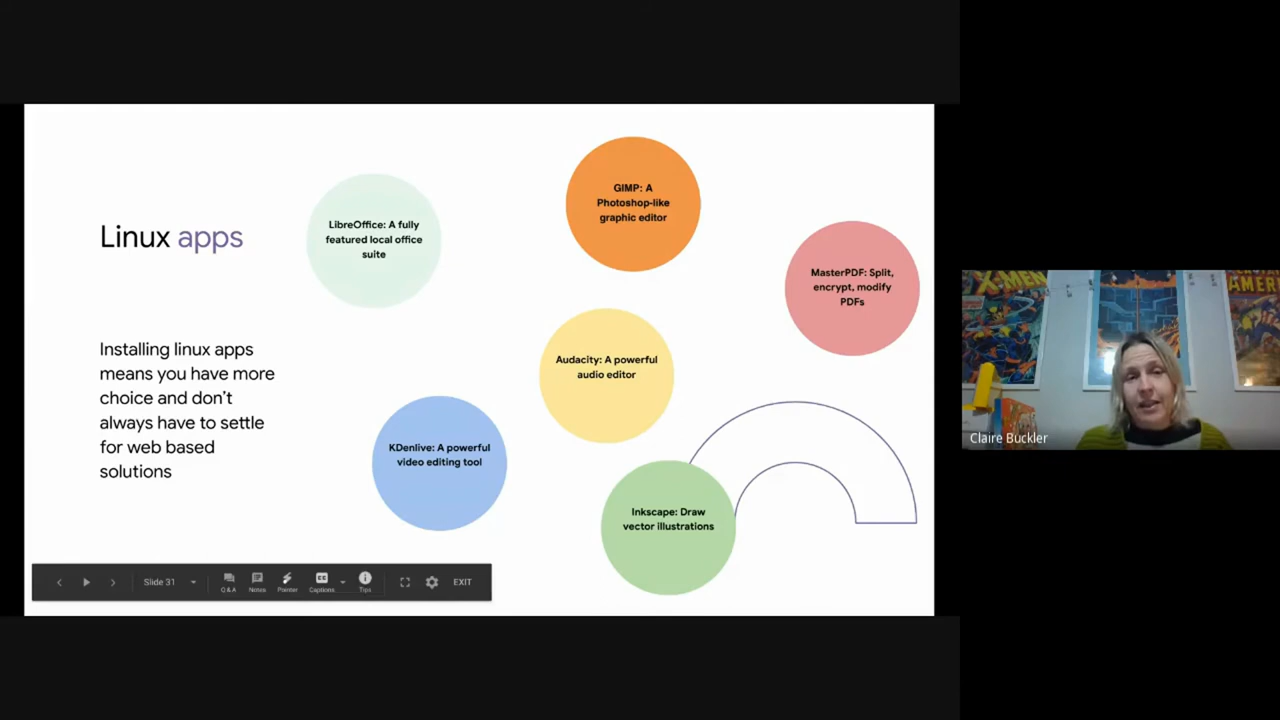 Linux apps
Installing linux apps
means you have more
choice and don't
always have to settle
for web based
solutions
LibreOffice: A fully
featured local office
suite
GIMP: A
Photoshop-like
graphic editor
MasterPDF: Split,
encrypt, modify
PDFs
Audacity: A powerful
audio editor
KDenlive: A powerful
video editing tool
Inkscape: Draw
vector illustrations
Slide 31
Q&A
Notes
Pointer
CC
Captions
Tips
EXIT
X-MEN
AMERI
Claire Buckler